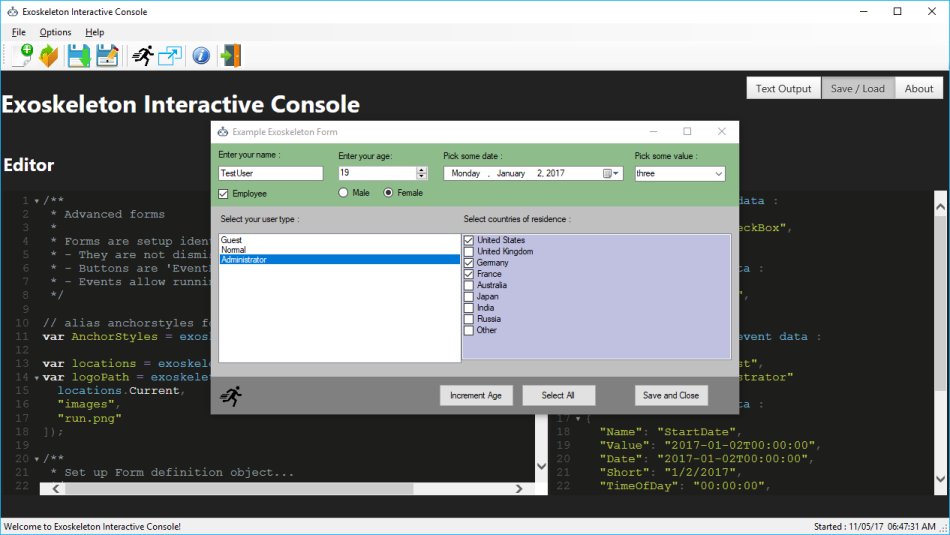 Exoskeleton Interactive Console
File Options Help
Text Output Save / Load About
Exoskeleton Interactive Console
Example Exoskeleton Form
Enter your name : Enter your age: Pick some date : Pick some value :
TestUser 19 Monday , January 2, 2017 three
Employee Male Female
Select your user type : Select countries of residence :
Guest
Normal
Administrator
United States
United Kingdom
Germany
France
Australia
Japan
India
Russia
Other
Increment Age Select All Save and Close
Editor
1 /**
2 * Advanced forms
3 *
4 * Forms are setup iden
5 * - They are not dismi
6 * - Buttons are 'Event
7 * - Events allow runnin
8 */
9
10 // alias anchorstyles fo
11 var AnchorStyles = exosk
12
13 var locations = exoskele
14 var logoPath = exoskelet
15 locations.Current,
16 "images",
17 "run.png"
18 ]);
19
20 /**
21 * Set up Form definition object...
22
data :
eckBox",
ta :
",
event data :
st",
istrator"
ta :
17 {
18 "Name": "StartDate",
19 "Value": "2017-01-02T00:00:00",
20 "Date": "2017-01-02T00:00:00",
21 "Short": "1/2/2017",
22 "TimeOfDay": "00:00:00",
Welcome to Exoskeleton Interactive Console! Started : 11/05/17 06:47:31 AM